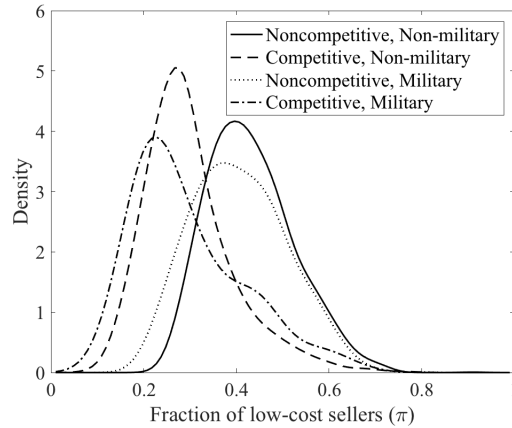 Noncompetitive, Non-military
Competitive, Non-military
Noncompetitive, Military
Competitive, Military
6
5
4
3
2
1
0
Density
0
0.2
0.4
0.6
0.8
Fraction of low-cost sellers (π)